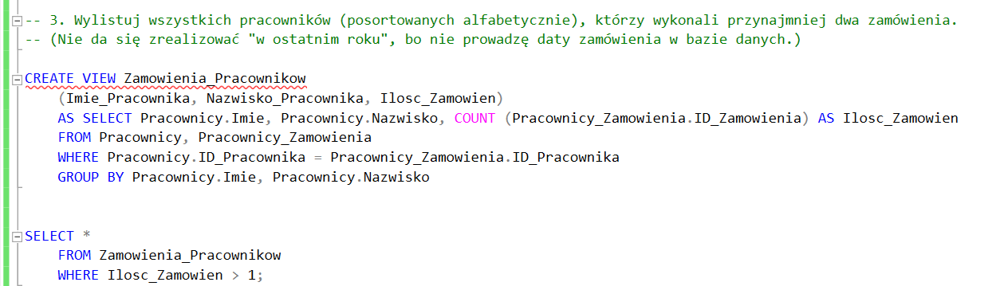 -- 3. Wylistuj wszystkich pracowników (posortowanych alfabetycznie), którzy wykonali przynajmniej dwa zamówienia.
-- (Nie da się zrealizować "w ostatnim roku", bo nie prowadzę daty zamówienia w bazie danych.)
CREATE VIEW Zamowienia_Pracownikow
(Imie_Pracownika, Nazwisko_Pracownika, Ilosc_Zamowien)
AS SELECT Pracownicy.Imie, Pracownicy.Nazwisko, COUNT (Pracownicy_Zamowienia.ID_Zamowienia) AS Ilosc_Zamowien
FROM Pracownicy, Pracownicy_Zamowienia
WHERE Pracownicy.ID_Pracownika = Pracownicy_Zamowienia.ID_Pracownika
GROUP BY Pracownicy.Imie, Pracownicy.Nazwisko
SELECT *
FROM Zamowienia_Pracownikow
WHERE Ilosc_Zamowien > 1;